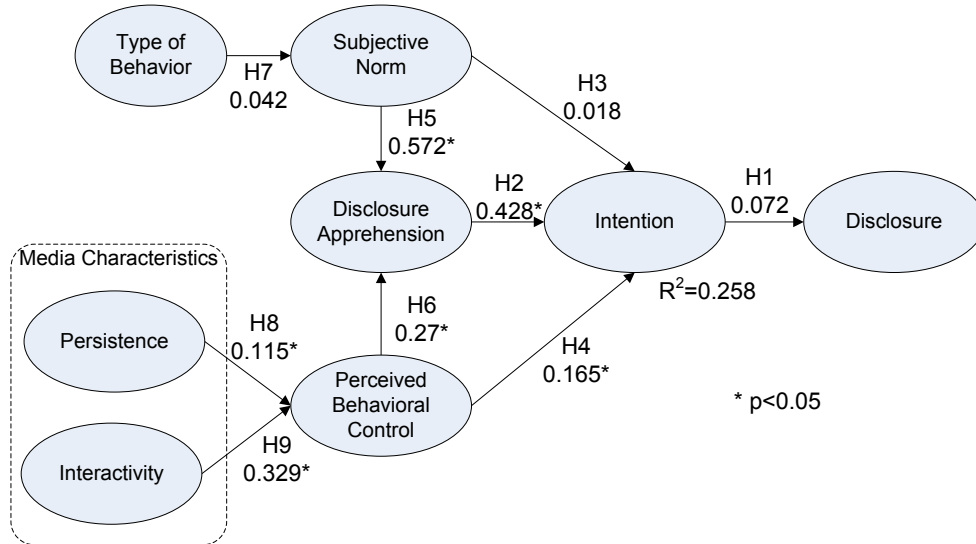 Type of
Behavior
H7
0.042
Subjective
Norm
H3
0.018
H5
0.572*
Disclosure
Apprehension
H2
0.428*
Intention
H1
0.072
Disclosure
R²=0.258
Media Characteristics
Persistence
H8
0.115*
H6
0.27*
H4
0.165*
Perceived
Behavioral
Control
* p<0.05
Interactivity
H9
0.329*